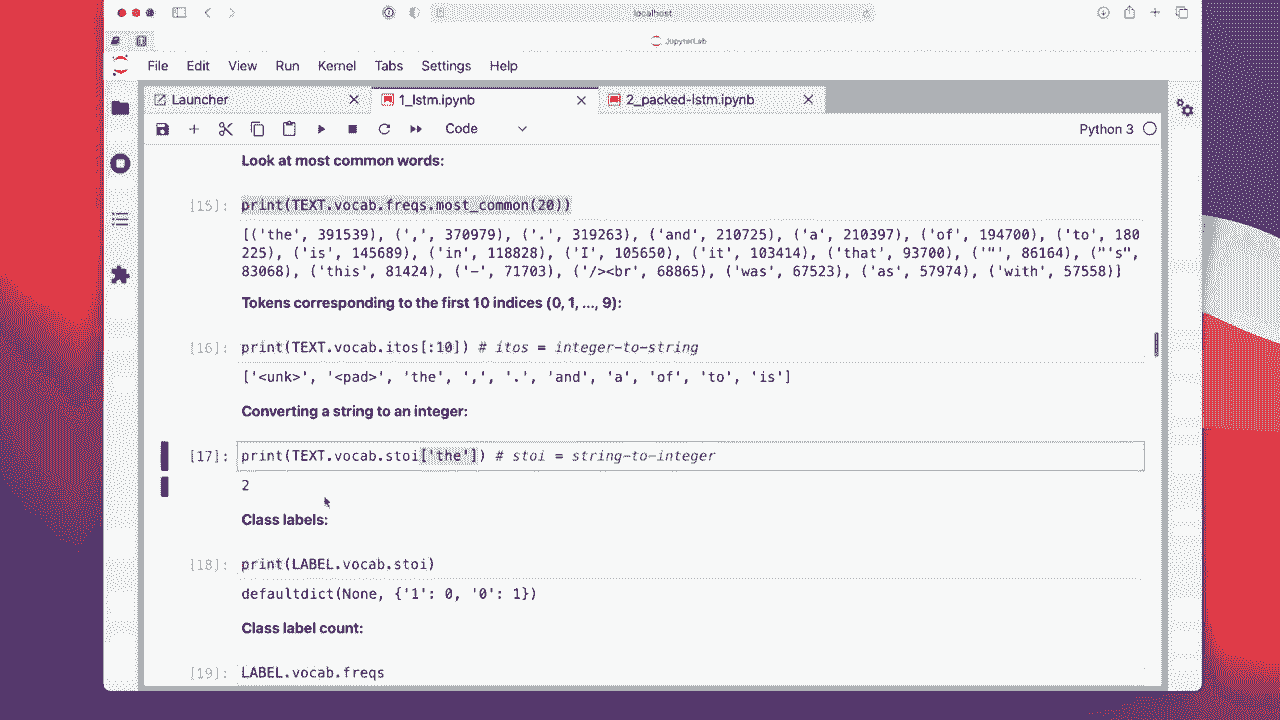 localhost
JupyterLab
File Edit View Run Kernel Tabs Settings Help
Launcher 1_lstm.ipynb 2_packed-lstm.ipynb
Code Python 3
Look at most common words:
[15]: print(TEXT.vocab.freqs.most_common(20))
[('the', 391539), (',', 370979), ('.', 319263), ('and', 210725), ('a', 210397), ('of', 194700), ('to', 180
225), ('is', 145689), ('in', 118828), ('I', 105650), ('it', 103414), ('that', 93700), ('"', 86164), ("'s",
83068), ('this', 81424), ('-', 71703), ('/><br', 68865), ('was', 67523), ('as', 57974), ('with', 57558)]
Tokens corresponding to the first 10 indices (0, 1, ..., 9):
[16]: print(TEXT.vocab.itos[:10]) # itos = integer-to-string
['<unk>', '<pad>', 'the', ',', '.', 'and', 'a', 'of', 'to', 'is']
Converting a string to an integer:
[17]: print(TEXT.vocab.stoi['the']) # stoi = string-to-integer
2
Class labels:
[18]: print(LABEL.vocab.stoi)
defaultdict(None, {'1': 0, '0': 1})
Class label count:
[19]: LABEL.vocab.freqs